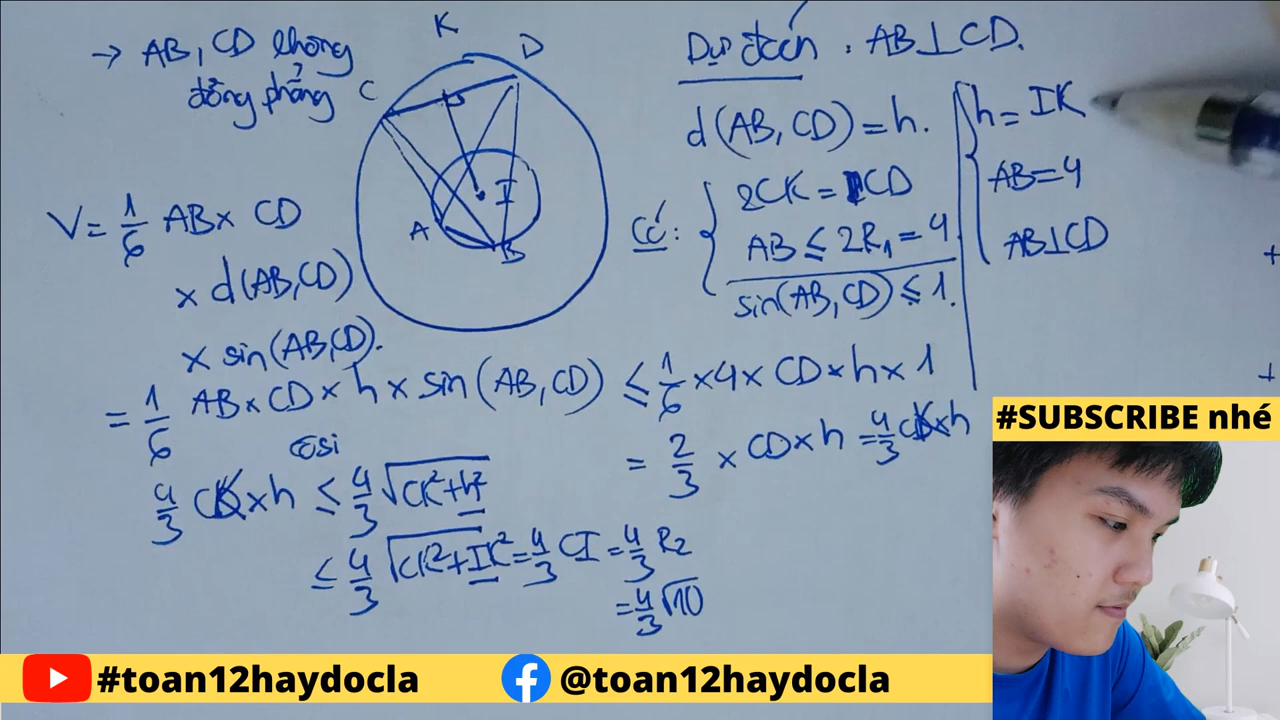 → AB, CD không
đồng phẳng
K
D
C
I
A
B
V = 1/6 AB × CD
× d(AB,CD)
× sin(AB,CD).
Dự đoán : AB⊥CD.
d(AB, CD) = h.
Có :
2CK = CD
AB ≤ 2R₁ = 4
sin(AB, CD) ≤ 1.
h = IK
AB = 4
AB⊥CD
+
+
= 1/6 AB × CD × h × sin(AB, CD) ≤ 1/6 × 4 × CD × h × 1
= 2/3 × CD × h = 4/3 CK × h
cosi
4/3 CK × h ≤ 4/3 √(CK² + h²)
≤ 4/3 √(CK² + IK²) = 4/3 CI = 4/3 R₂
= 4/3 √10
#SUBSCRIBE nhé
#toan12haydocla
@toan12haydocla